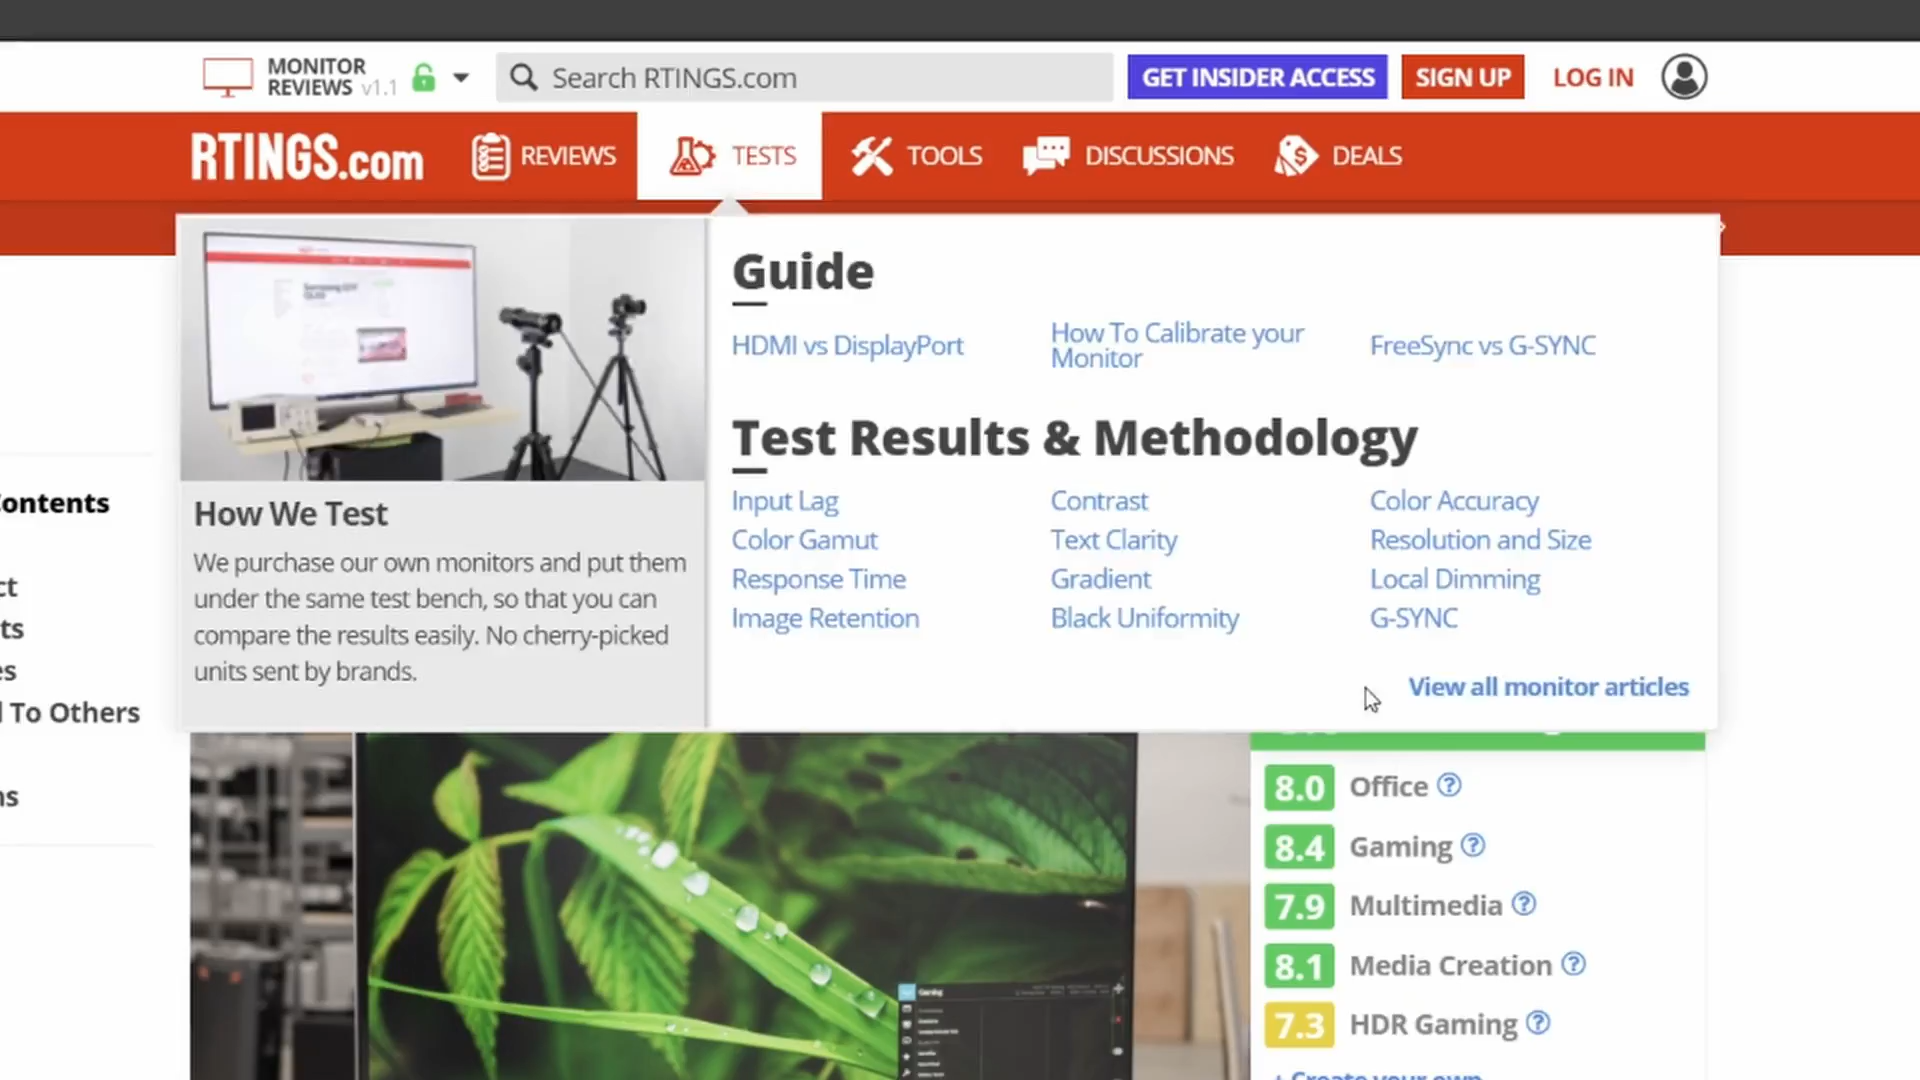 MONITOR
REVIEWS v1.1
Search RTINGS.com
GET INSIDER ACCESS
SIGN UP
LOG IN
RTINGS.com
REVIEWS
TESTS
TOOLS
DISCUSSIONS
DEALS
Guide
HDMI vs DisplayPort
How To Calibrate your
Monitor
FreeSync vs G-SYNC
Test Results & Methodology
Input Lag
Contrast
Color Accuracy
Color Gamut
Text Clarity
Resolution and Size
Response Time
Gradient
Local Dimming
Image Retention
Black Uniformity
G-SYNC
View all monitor articles
How We Test
We purchase our own monitors and put them
under the same test bench, so that you can
compare the results easily. No cherry-picked
units sent by brands.
ontents
ct
ts
es
l To Others
ns
8.0 Office
8.4 Gaming
7.9 Multimedia
8.1 Media Creation
7.3 HDR Gaming
+ Create your own
Gaming